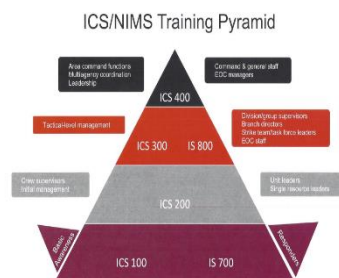 ICS/NIMS Training Pyramid
Area command functions
Multiagency coordination
Leadership
Command & general staff
EOC managers
ICS 400
Tactical-level management
ICS 300
IS 800
Division/group supervisors
Branch directors
Strike team/task force leaders
EOC staff
Crew supervisors
Initial management
ICS 200
Unit leaders
Single resource leaders
Basic
Awareness
ICS 100
IS 700
Responders